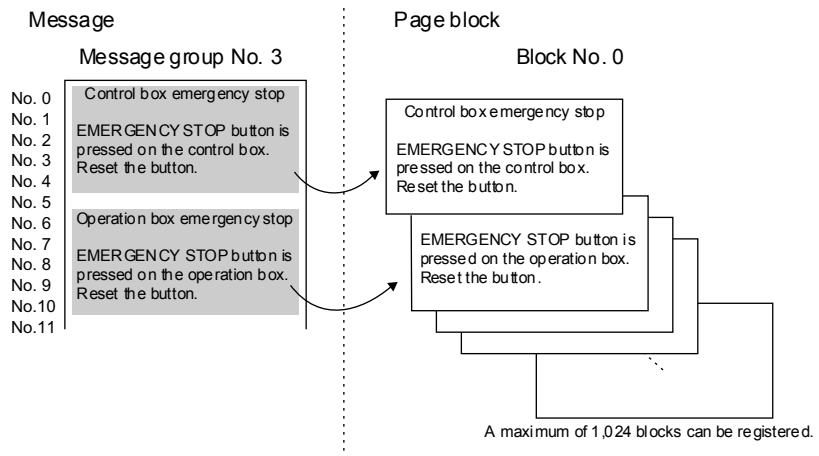 Message
Message group No. 3
No. 0
No. 1
No. 2
No. 3
No. 4
No. 5
No. 6
No. 7
No. 8
No. 9
No.10
No.11
Control box emergency stop
EMERGENCY STOP button is
pressed on the control box.
Reset the button.
Operation box emergency stop
EMERGENCY STOP button is
pressed on the operation box.
Reset the button.
Page block
Block No. 0
Control box emergency stop
EMERGENCY STOP button is
pressed on the control box.
Reset the button.
EMERGENCY STOP button is
pressed on the operation box.
Reset the button.
A maximum of 1,024 blocks can be registered.